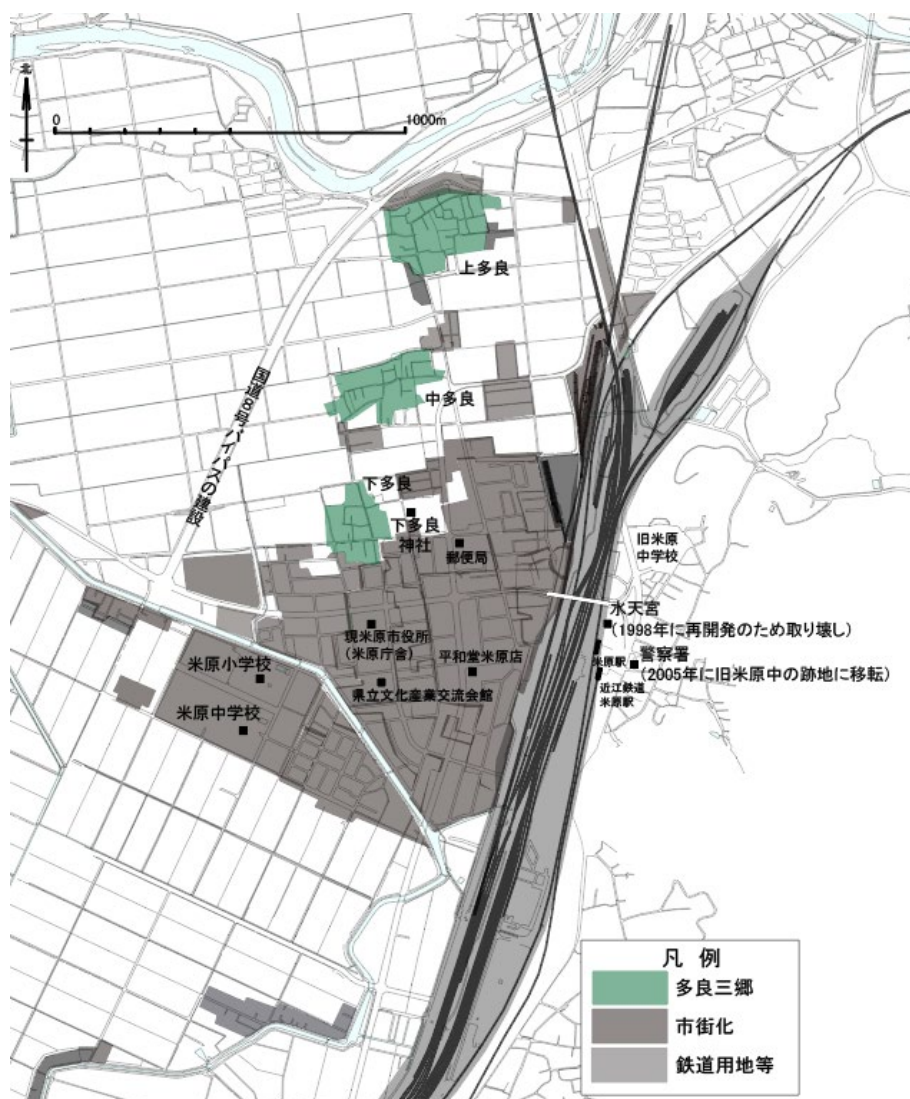 北
0
1000m
上多良
国道8号バイパスの建設
中多良
下多良
下多良
神社
郵便局
旧米原
中学校
水天宮
(1998年に再開発のため取り壊し)
現米原市役所
(米原庁舎)
平和堂米原店
米原駅
警察署
(2005年に旧米原中の跡地に移転)
米原小学校
県立文化産業交流会館
近江鉄道
米原駅
米原中学校
凡 例
多良三郷
市街化
鉄道用地等